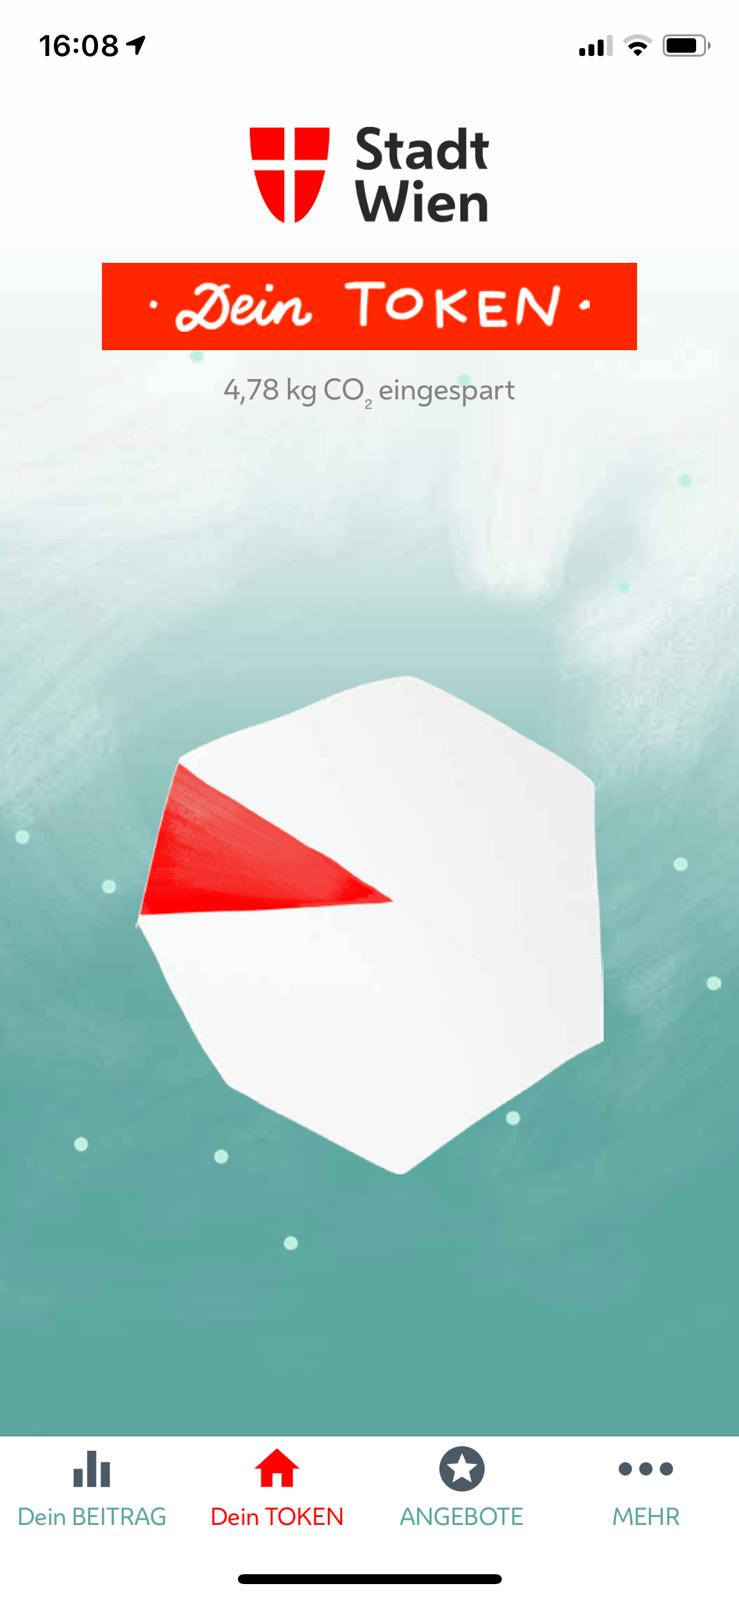 16:08
Stadt
Wien
· Dein TOKEN ·
4,78 kg CO₂ eingespart
Dein BEITRAG
Dein TOKEN
ANGEBOTE
MEHR